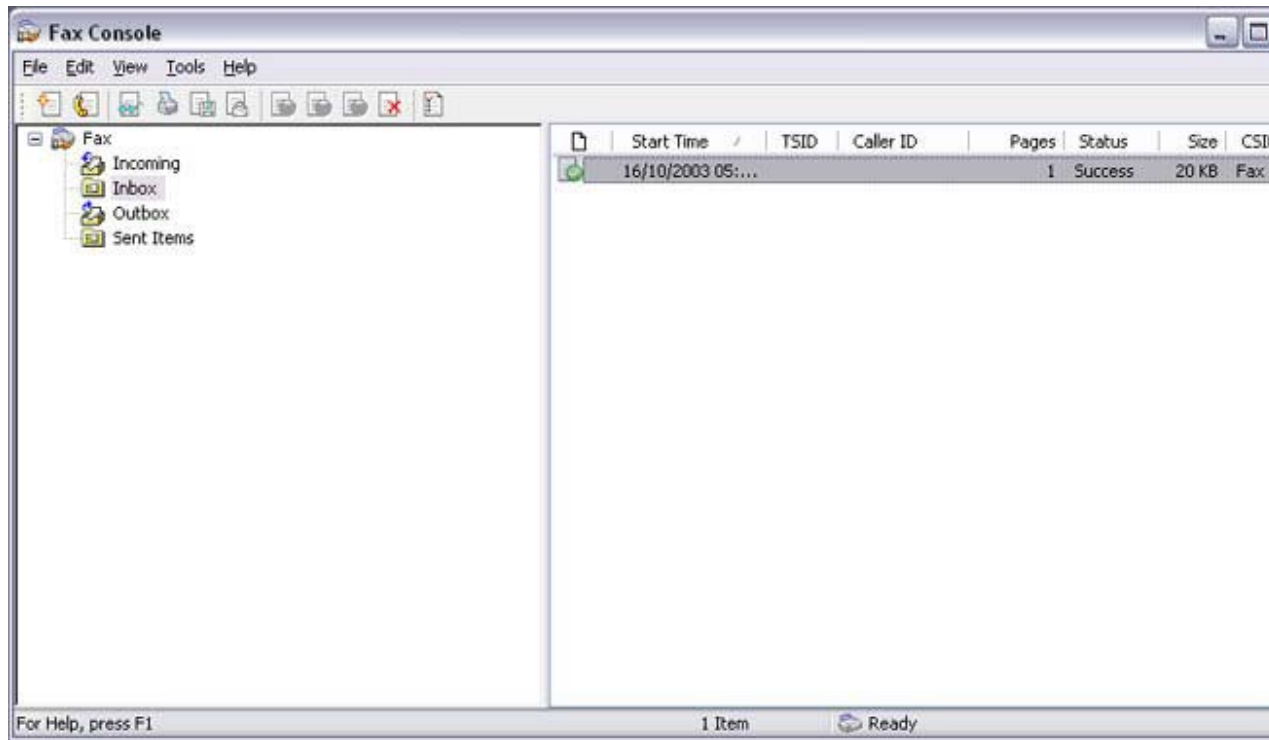 Fax Console
File Edit View Tools Help
Fax
Incoming
Inbox
Outbox
Sent Items
Start Time / TSID Caller ID Pages Status Size CSI
16/10/2003 05:... 1 Success 20 KB Fax
For Help, press F1 1 Item Ready